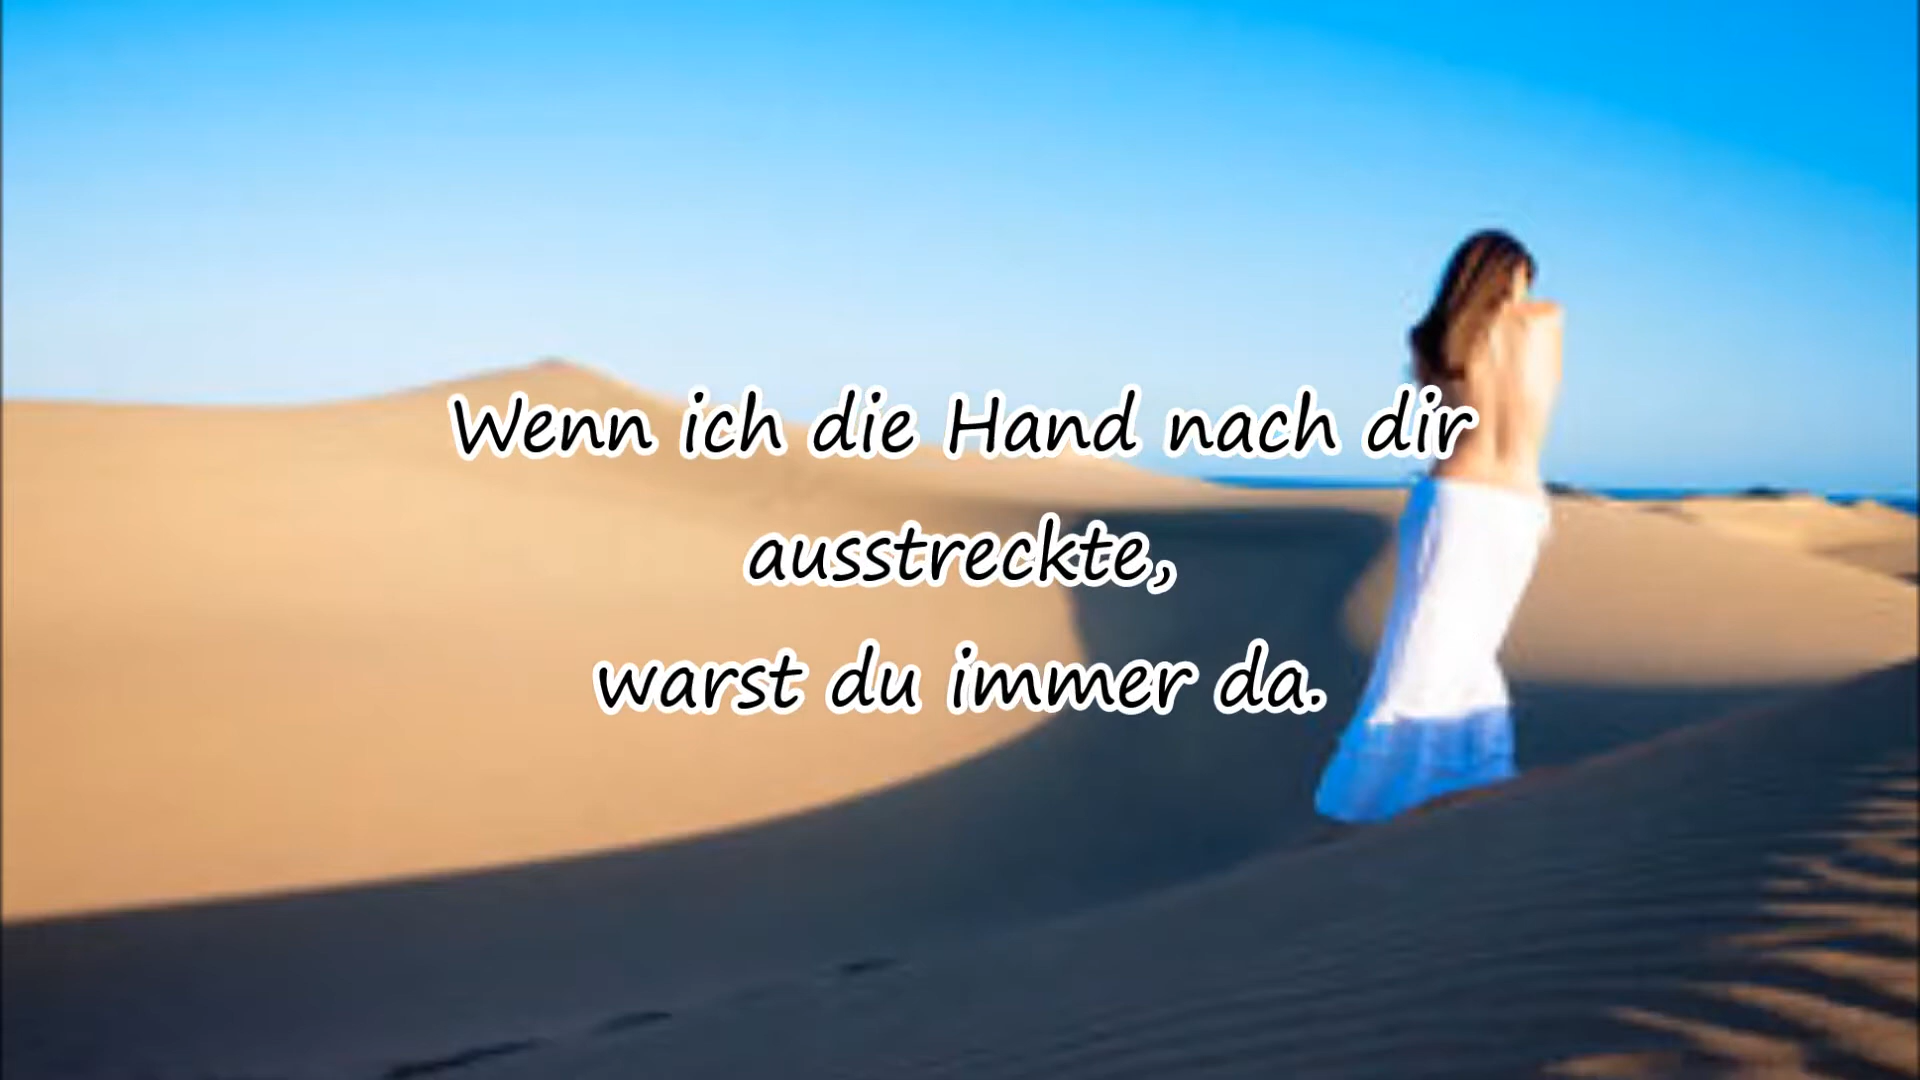 Wenn ich die Hand nach dir
ausstreckte,
warst du immer da.